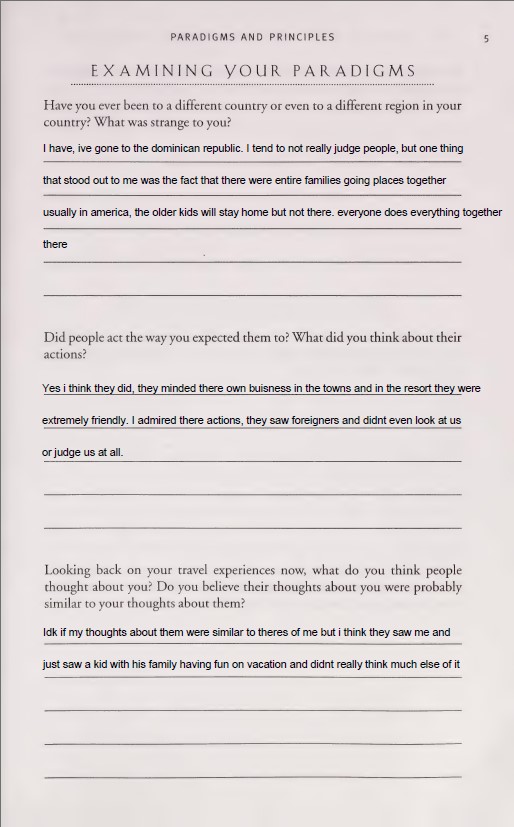 PARADIGMS AND PRINCIPLES 5
EXAMINING YOUR PARADIGMS
Have you ever been to a different country or even to a different region in your
country? What was strange to you?
I have, ive gone to the dominican republic. I tend to not really judge people, but one thing
that stood out to me was the fact that there were entire families going places together
usually in america, the older kids will stay home but not there. everyone does everything together
there
Did people act the way you expected them to? What did you think about their
actions?
Yes i think they did, they minded there own buisness in the towns and in the resort they were
extremely friendly. I admired there actions, they saw foreigners and didnt even look at us
or judge us at all.
Looking back on your travel experiences now, what do you think people
thought about you? Do you believe their thoughts about you were probably
similar to your thoughts about them?
Idk if my thoughts about them were similar to theres of me but i think they saw me and
just saw a kid with his family having fun on vacation and didnt really think much else of it